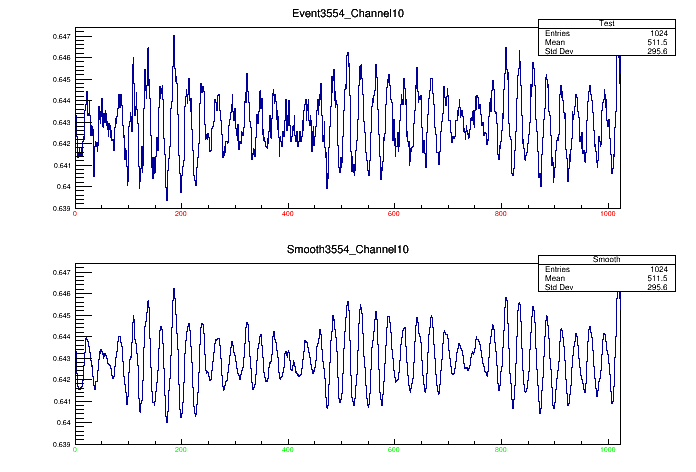 Event3554_Channel10
Test
Entries 1024
Mean 511.5
Std Dev 295.6
0.647
0.646
0.645
0.644
0.643
0.642
0.641
0.64
0.639
0 200 400 600 800 1000
Smooth3554_Channel10
Smooth
Entries 1024
Mean 511.5
Std Dev 295.6
0.647
0.646
0.645
0.644
0.643
0.642
0.641
0.64
0.639
0 200 400 600 800 1000